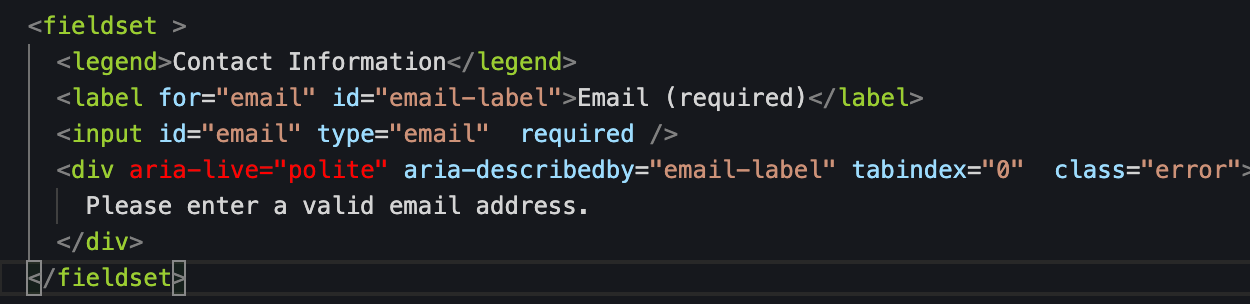 <fieldset >
<legend>Contact Information</legend>
<label for="email" id="email-label">Email (required)</label>
<input id="email" type="email"  required />
<div aria-live="polite" aria-describedby="email-label" tabindex="0"  class="error">
Please enter a valid email address.
</div>
</fieldset>